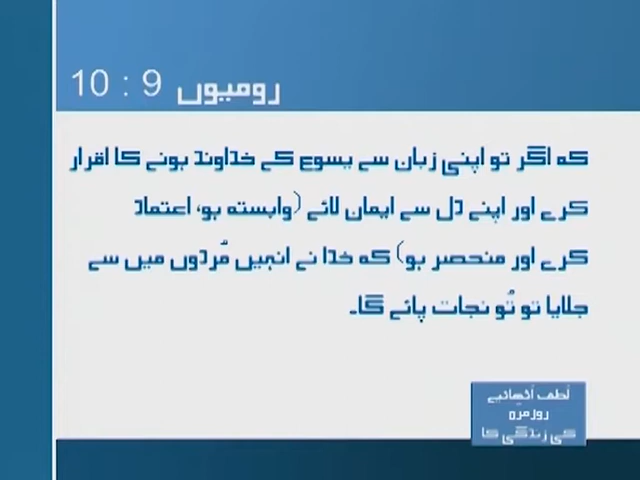 رومیوں 9 : 10
کہ اگر تو اپنی زبان سے یسوع کے خداوند ہونے کا اقرار
کرے اور اپنے دل سے ایمان لائے (وابستہ ہو، اعتماد
کرے اور منحصر ہو) کہ خدا نے انہیں مُردوں میں سے
جلایا تو تُو نجات پائے گا۔
لُطف اُٹھائیے
روزمرہ
کی زندگی کا